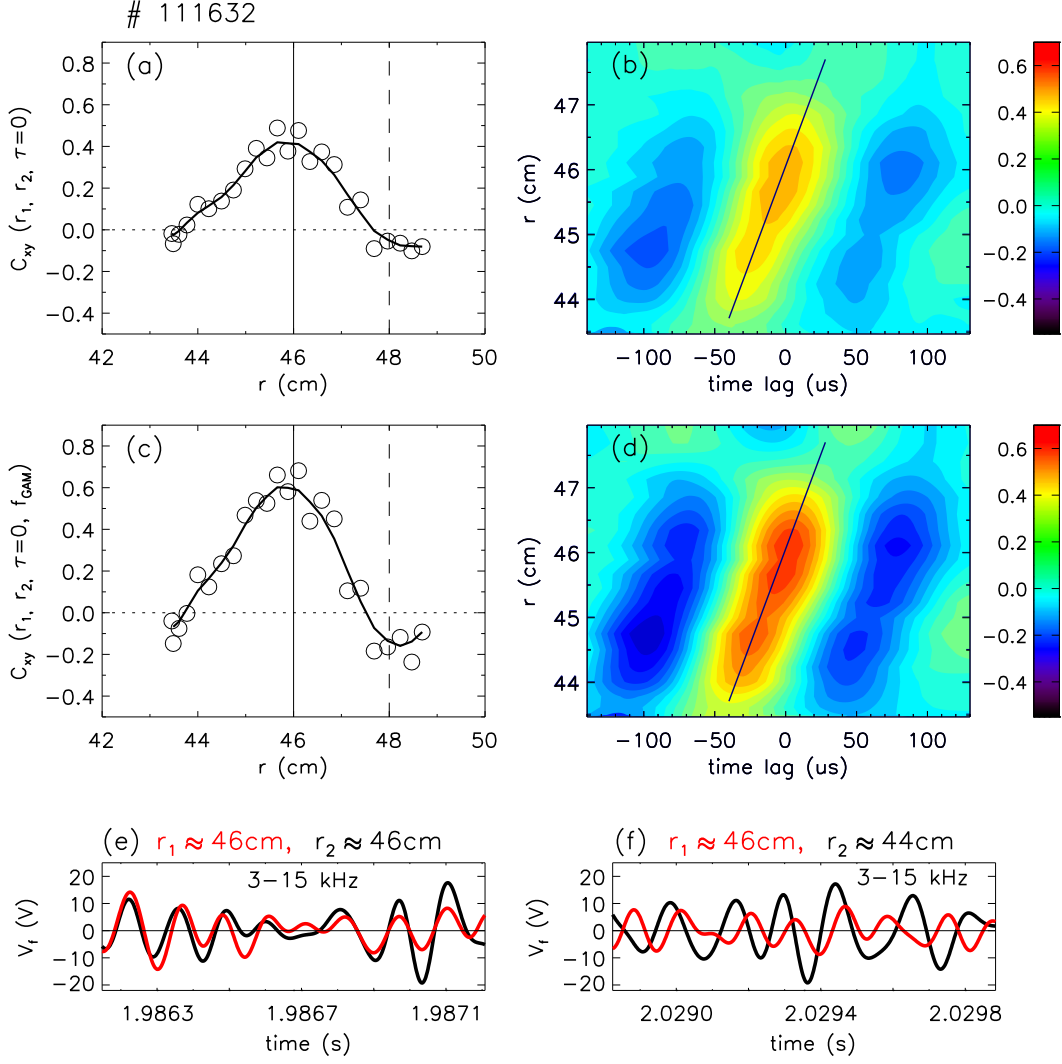 # 111632
(a)
C_xy (r_1, r_2, τ=0)
0.8
0.6
0.4
0.2
0.0
−0.2
−0.4
42 44 46 48 50
r (cm)
(b)
r (cm)
47
46
45
44
−100 −50 0 50 100
time lag (us)
0.6
0.4
0.2
0.0
−0.2
−0.4
(c)
C_xy (r_1, r_2, τ=0, f_GAM)
0.8
0.6
0.4
0.2
0.0
−0.2
−0.4
42 44 46 48 50
r (cm)
(d)
r (cm)
47
46
45
44
−100 −50 0 50 100
time lag (us)
0.6
0.4
0.2
0.0
−0.2
−0.4
(e) r_1 ≈ 46cm, r_2 ≈ 46cm
3−15 kHz
V_f (V)
20
10
0
−10
−20
1.9863 1.9867 1.9871
time (s)
(f) r_1 ≈ 46cm, r_2 ≈ 44cm
3−15 kHz
V_f (V)
20
10
0
−10
−20
2.0290 2.0294 2.0298
time (s)